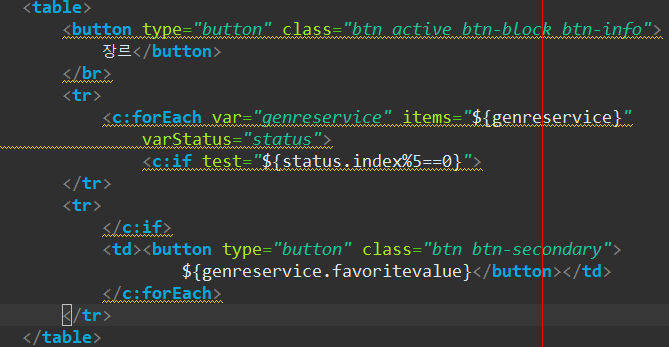 <table>
<button type="button" class="btn active btn-block btn-info">
장르</button>
</br>
<tr>
<c:forEach var="genreservice" items="${genreservice}"
varStatus="status">
<c:if test="${status.index%5==0}">
</tr>
<tr>
</c:if>
<td><button type="button" class="btn btn-secondary">
${genreservice.favoritevalue}</button></td>
</c:forEach>
</tr>
</table>